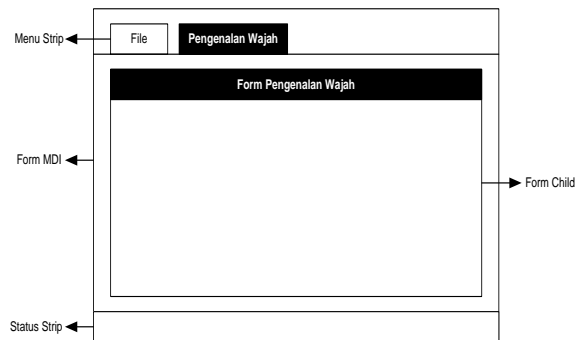 Menu Strip
File
Pengenalan Wajah
Form Pengenalan Wajah
Form MDI
Form Child
Status Strip